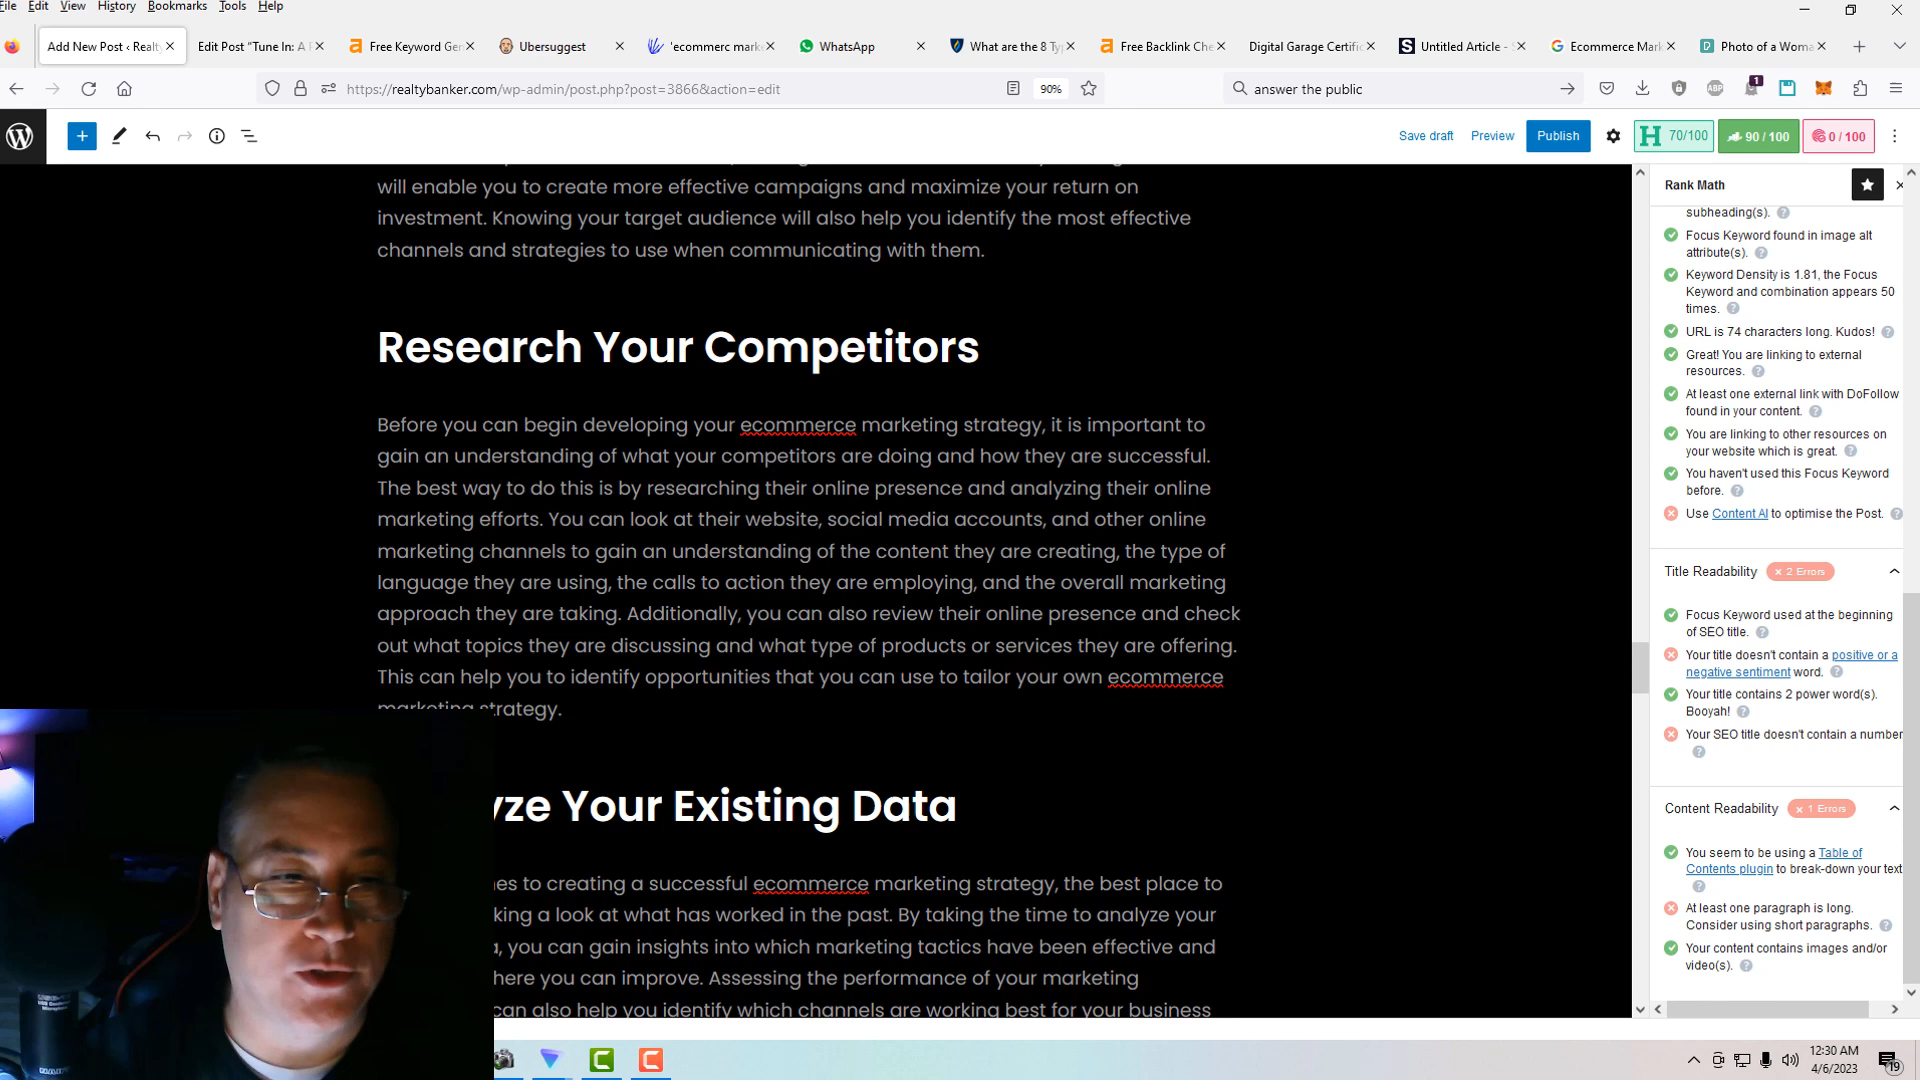 File Edit View History Bookmarks Tools Help
Add New Post ‹ Realty
Edit Post “Tune In: A F
Free Keyword Gen
Ubersuggest
'ecommerc mark
WhatsApp
What are the 8 Typ
Free Backlink Che
Digital Garage Certific
Untitled Article - S
Ecommerce Mark
Photo of a Woma
https://realtybanker.com/wp-admin/post.php?post=3866&action=edit
90%
answer the public
1
Save draft
Preview
Publish
H 70/100
90 / 100
0 / 100
will enable you to create more effective campaigns and maximize your return on
investment. Knowing your target audience will also help you identify the most effective
channels and strategies to use when communicating with them.
Research Your Competitors
Before you can begin developing your ecommerce marketing strategy, it is important to
gain an understanding of what your competitors are doing and how they are successful.
The best way to do this is by researching their online presence and analyzing their online
marketing efforts. You can look at their website, social media accounts, and other online
marketing channels to gain an understanding of the content they are creating, the type of
language they are using, the calls to action they are employing, and the overall marketing
approach they are taking. Additionally, you can also review their online presence and check
out what topics they are discussing and what type of products or services they are offering.
This can help you to identify opportunities that you can use to tailor your own ecommerce
marketing strategy.
yze Your Existing Data
nes to creating a successful ecommerce marketing strategy, the best place to
king a look at what has worked in the past. By taking the time to analyze your
a, you can gain insights into which marketing tactics have been effective and
here you can improve. Assessing the performance of your marketing
can also help you identify which channels are working best for your business
Rank Math
subheading(s).
Focus Keyword found in image alt
attribute(s).
Keyword Density is 1.81, the Focus
Keyword and combination appears 50
times.
URL is 74 characters long. Kudos!
Great! You are linking to external
resources.
At least one external link with DoFollow
found in your content.
You are linking to other resources on
your website which is great.
You haven't used this Focus Keyword
before.
Use Content AI to optimise the Post.
Title Readability × 2 Errors
Focus Keyword used at the beginning
of SEO title.
Your title doesn't contain a positive or a
negative sentiment word.
Your title contains 2 power word(s).
Booyah!
Your SEO title doesn't contain a number
Content Readability × 1 Errors
You seem to be using a Table of
Contents plugin to break-down your text
At least one paragraph is long.
Consider using short paragraphs.
Your content contains images and/or
video(s).
12:30 AM
4/6/2023
19